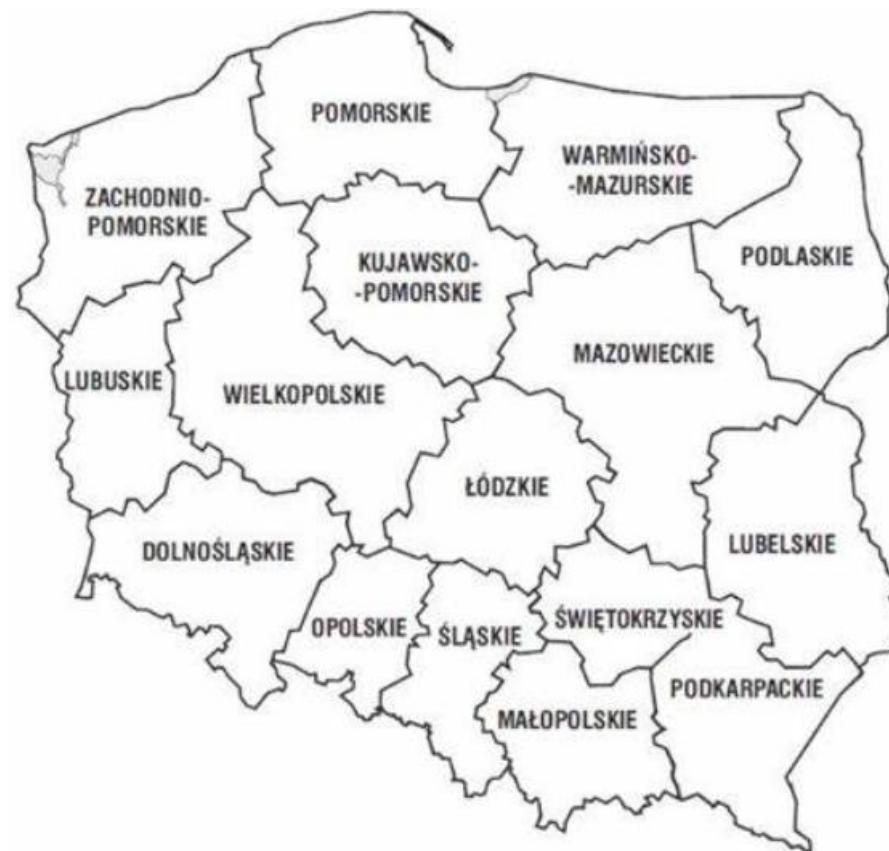 POMORSKIE
WARMIŃSKO-
-MAZURSKIE
ZACHODNIO-
POMORSKIE
KUJAWSKO-
-POMORSKIE
PODLASKIE
MAZOWIECKIE
LUBUSKIE
WIELKOPOLSKIE
ŁÓDZKIE
LUBELSKIE
DOLNOŚLĄSKIE
OPOLSKIE
ŚLĄSKIE
ŚWIĘTOKRZYSKIE
PODKARPACKIE
MAŁOPOLSKIE